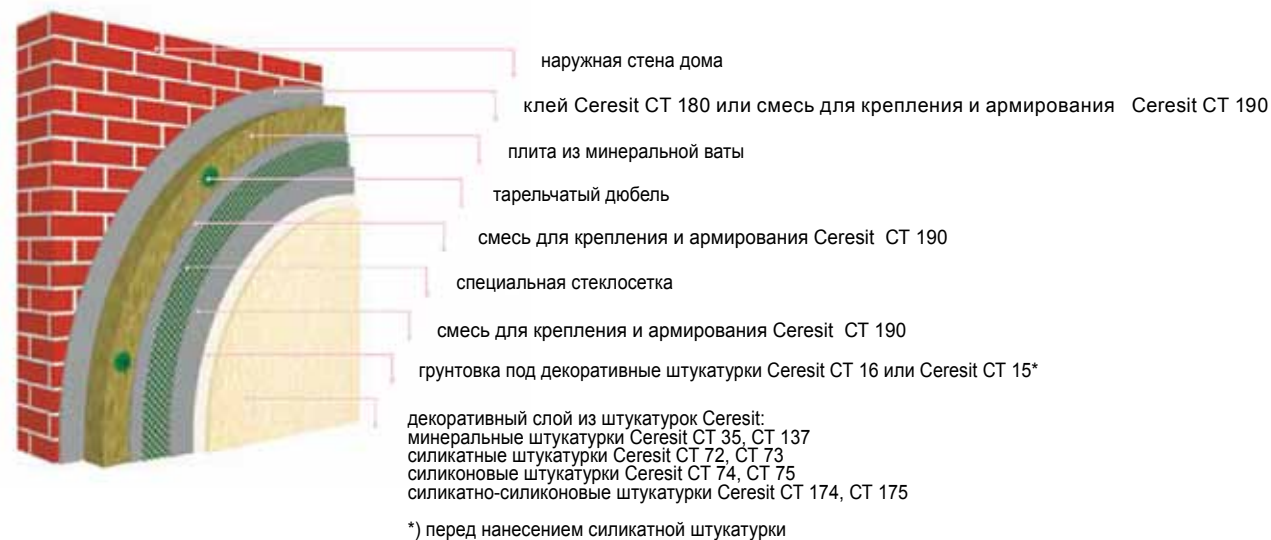 наружная стена дома
клей Ceresit CT 180 или смесь для крепления и армирования Ceresit CT 190
плита из минеральной ваты
тарельчатый дюбель
смесь для крепления и армирования Ceresit CT 190
специальная стеклосетка
смесь для крепления и армирования Ceresit CT 190
грунтовка под декоративные штукатурки Ceresit CT 16 или Ceresit CT 15*
декоративный слой из штукатурок Ceresit:
минеральные штукатурки Ceresit CT 35, CT 137
силикатные штукатурки Ceresit CT 72, CT 73
силиконовые штукатурки Ceresit CT 74, CT 75
силикатно-силиконовые штукатурки Ceresit CT 174, CT 175
*) перед нанесением силикатной штукатурки